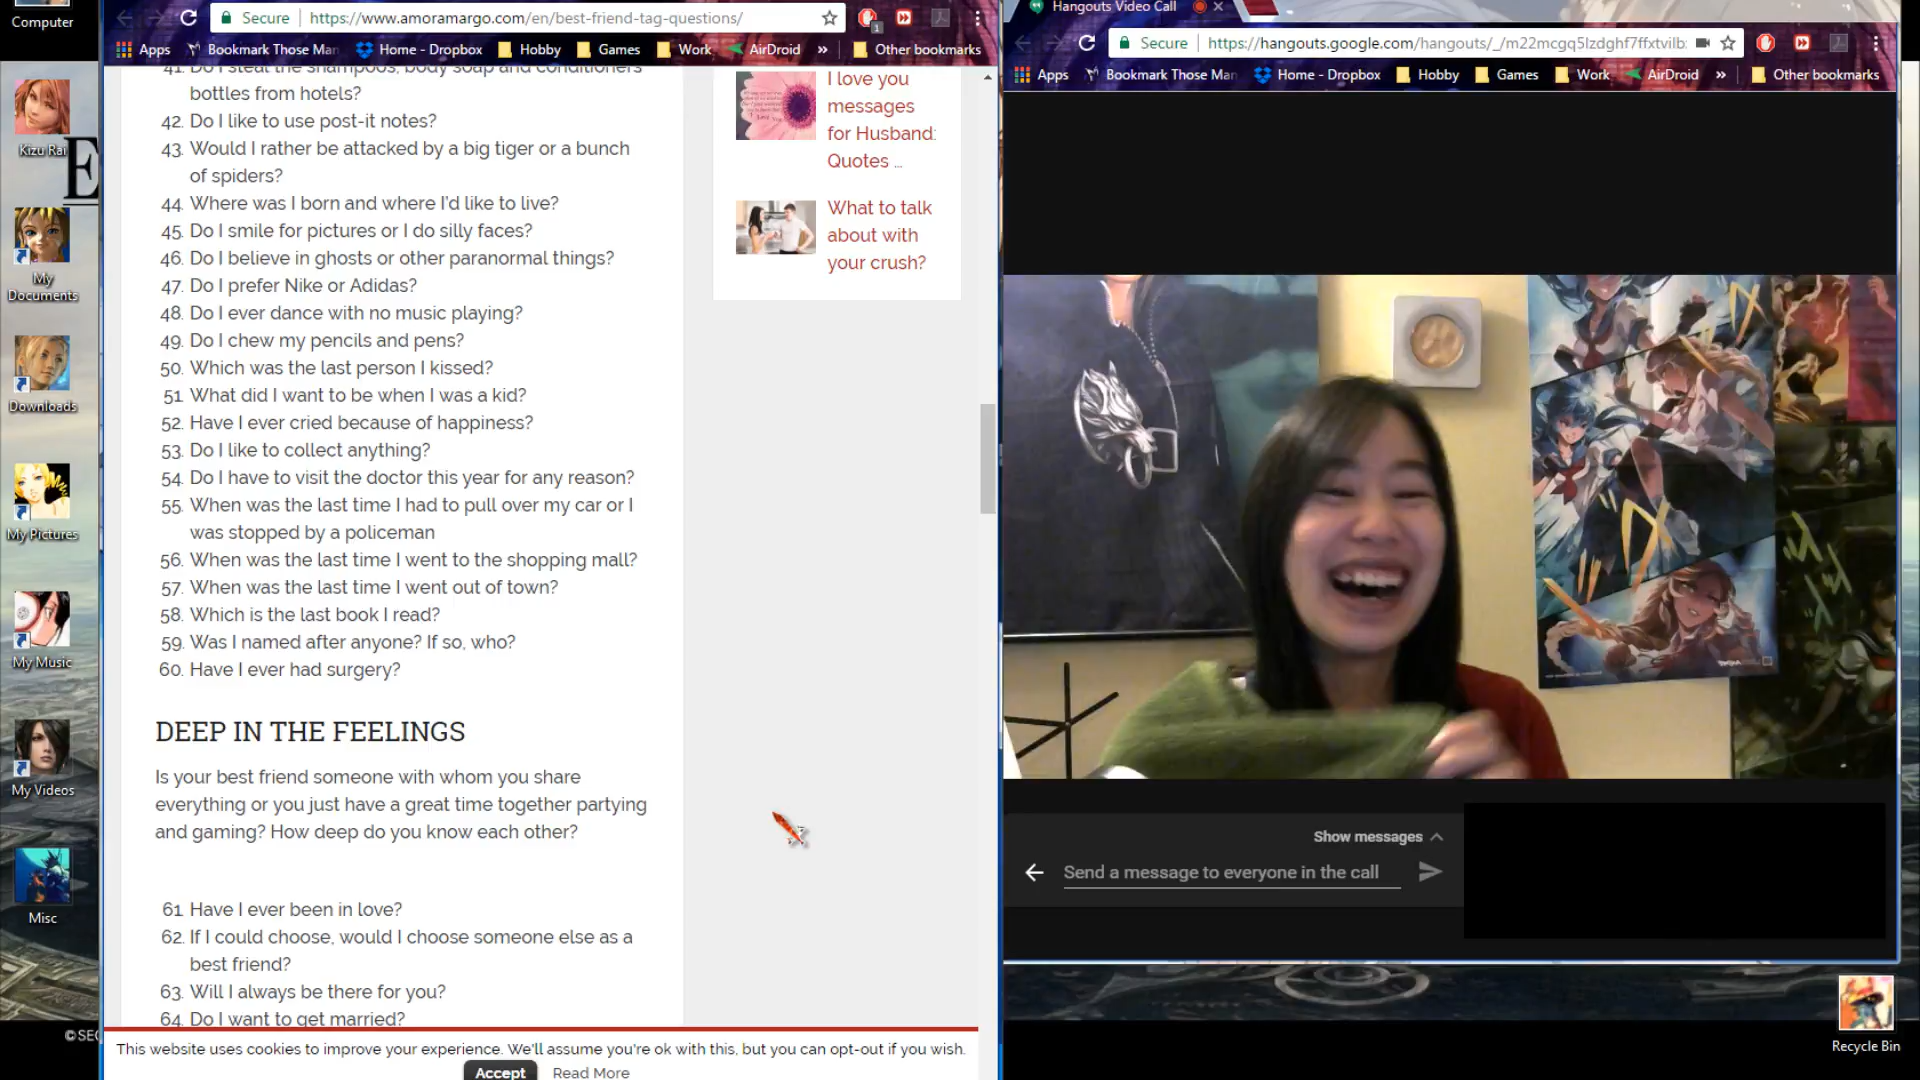 Computer
Kizu Rai
E
My
Documents
Downloads
My Pictures
My Music
My Videos
Misc
Secure
https://www.amoramargo.com/en/best-friend-tag-questions/
1
Apps
Bookmark Those Man
Home - Dropbox
Hobby
Games
Work
AirDroid
»
Other bookmarks
41. Do I steal the shampoos, body soap and conditioners
bottles from hotels?
42. Do I like to use post-it notes?
43. Would I rather be attacked by a big tiger or a bunch
of spiders?
44. Where was I born and where I'd like to live?
45. Do I smile for pictures or I do silly faces?
46. Do I believe in ghosts or other paranormal things?
47. Do I prefer Nike or Adidas?
48. Do I ever dance with no music playing?
49. Do I chew my pencils and pens?
50. Which was the last person I kissed?
51. What did I want to be when I was a kid?
52. Have I ever cried because of happiness?
53. Do I like to collect anything?
54. Do I have to visit the doctor this year for any reason?
55. When was the last time I had to pull over my car or I
was stopped by a policeman
56. When was the last time I went to the shopping mall?
57. When was the last time I went out of town?
58. Which is the last book I read?
59. Was I named after anyone? If so, who?
60. Have I ever had surgery?
DEEP IN THE FEELINGS
Is your best friend someone with whom you share
everything or you just have a great time together partying
and gaming? How deep do you know each other?
61. Have I ever been in love?
62. If I could choose, would I choose someone else as a
best friend?
63. Will I always be there for you?
64. Do I want to get married?
This website uses cookies to improve your experience. We'll assume you're ok with this, but you can opt-out if you wish.
Accept
Read More
I love you
messages
for Husband:
Quotes ...
What to talk
about with
your crush?
Hangouts Video Call
Secure
https://hangouts.google.com/hangouts/_/m22mcgq5lzdghf7ffxtvilb
Apps
Bookmark Those Man
Home - Dropbox
Hobby
Games
Work
AirDroid
»
Other bookmarks
Show messages
Send a message to everyone in the call
Recycle Bin